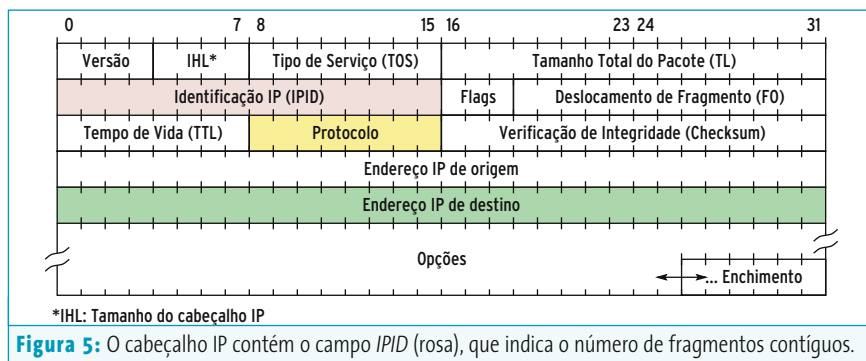 0 7 8 15 16 23 24 31
Versão IHL* Tipo de Serviço (TOS) Tamanho Total do Pacote (TL)
Identificação IP (IPID) Flags Deslocamento de Fragmento (FO)
Tempo de Vida (TTL) Protocolo Verificação de Integridade (Checksum)
Endereço IP de origem
Endereço IP de destino
Opções
... Enchimento
*IHL: Tamanho do cabeçalho IP
Figura 5: O cabeçalho IP contém o campo IPID (rosa), que indica o número de fragmentos contíguos.